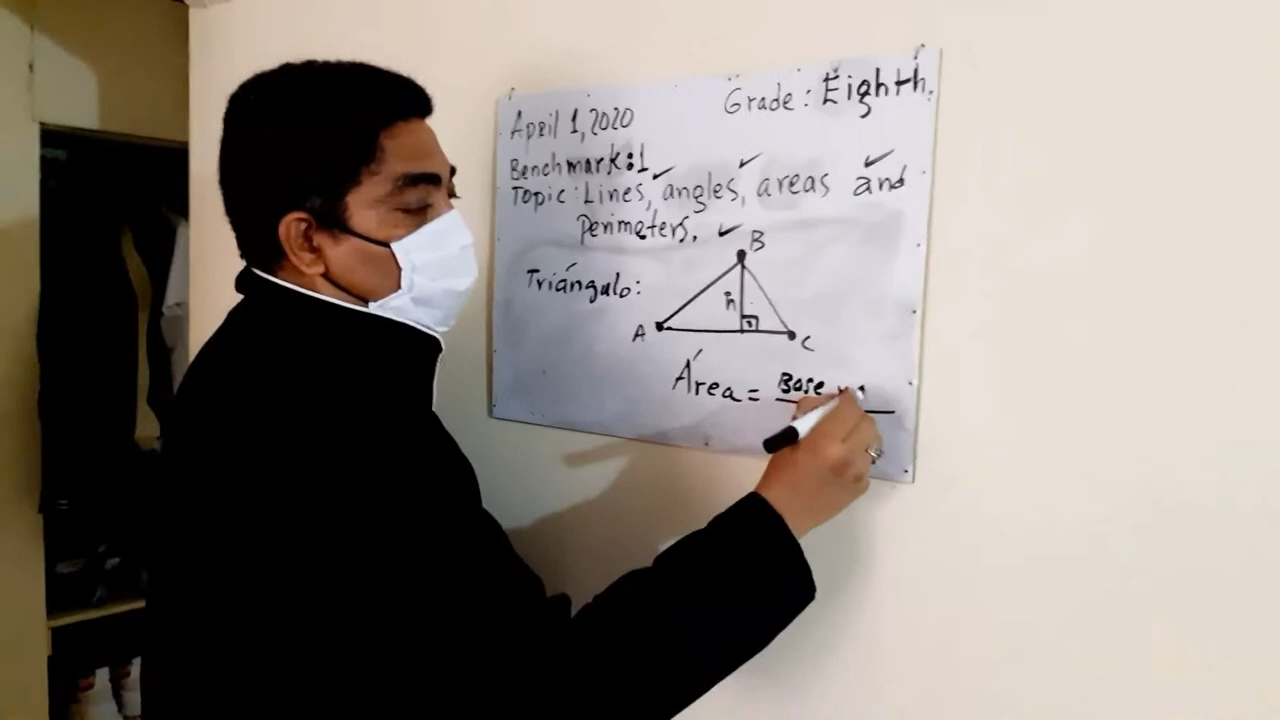 April 1, 2020
Grade: Eighth.
Benchmark: 1
Topic: Lines, angles, areas and
Perimeters.
Triángulo:
B
h
A
C
Área = Base x